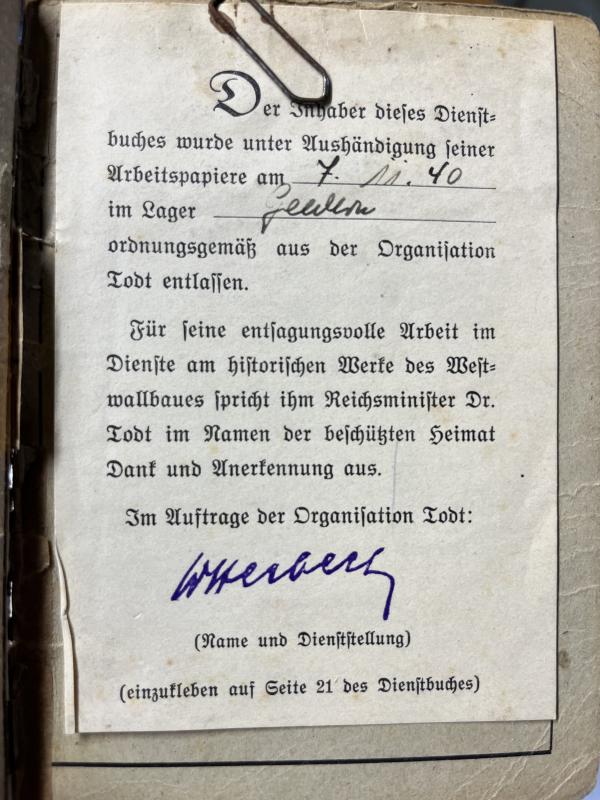 Der Inhaber dieses Dienst=
buches wurde unter Aushändigung seiner
Arbeitspapiere am 7. 11. 40
im Lager
ordnungsgemäß aus der Organisation
Todt entlassen.
Für seine entsagungsvolle Arbeit im
Dienste am historischen Werke des West=
wallbaues spricht ihm Reichsminister Dr.
Todt im Namen der beschützten Heimat
Dank und Anerkennung aus.
Im Auftrage der Organisation Todt:
(Name und Dienststellung)
(einzukleben auf Seite 21 des Dienstbuches)